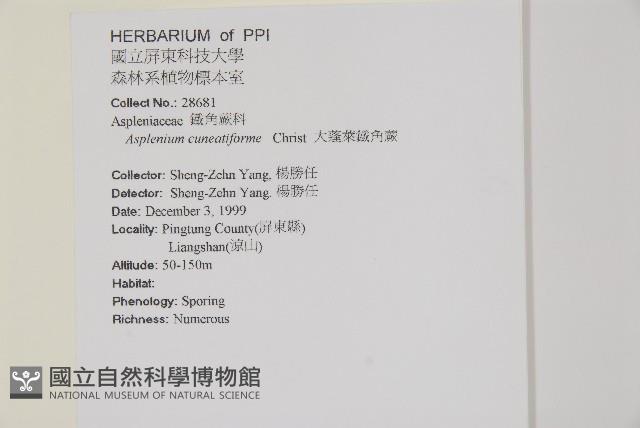 HERBARIUM of PPI
國立屏東科技大學
森林系植物標本室
Collect No.: 28681
Aspleniaceae 鐵角蕨科
Asplenium cuneatiforme Christ 大蓬萊鐵角蕨
Collector: Sheng-Zehn Yang, 楊勝任
Detector: Sheng-Zehn Yang, 楊勝任
Date: December 3, 1999
Locality: Pingtung County(屏東縣)
Liangshan(涼山)
Altitude: 50-150m
Habitat:
Phenology: Sporing
Richness: Numerous
國立自然科學博物館
NATIONAL MUSEUM OF NATURAL SCIENCE